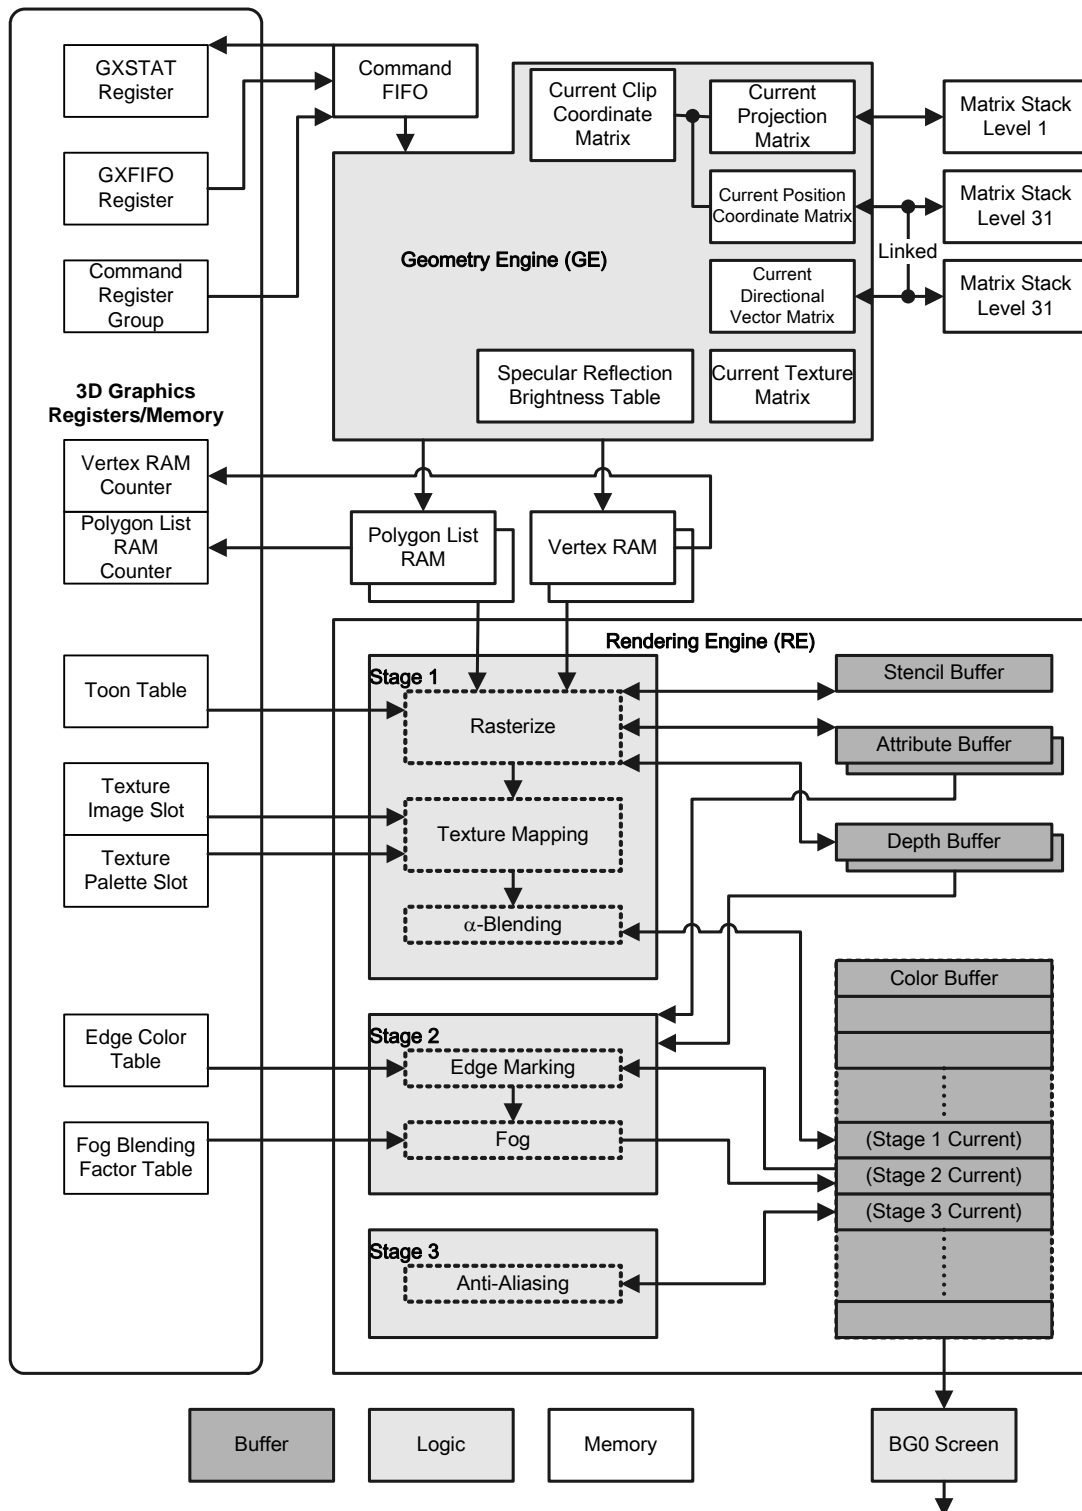 GXSTAT
Register
Command
FIFO
GXFIFO
Register
Command
Register
Group
Current Clip
Coordinate
Matrix
Current
Projection
Matrix
Matrix Stack
Level 1
Current Position
Coordinate Matrix
Matrix Stack
Level 31
Linked
Geometry Engine (GE)
Current
Directional
Vector Matrix
Matrix Stack
Level 31
Specular Reflection
Brightness Table
Current Texture
Matrix
3D Graphics
Registers/Memory
Vertex RAM
Counter
Polygon List
RAM
Counter
Polygon List
RAM
Vertex RAM
Rendering Engine (RE)
Toon Table
Stage 1
Rasterize
Stencil Buffer
Attribute Buffer
Texture
Image Slot
Texture
Palette Slot
Texture Mapping
Depth Buffer
α-Blending
Color Buffer
Edge Color
Table
Stage 2
Edge Marking
Fog Blending
Factor Table
Fog
(Stage 1 Current)
(Stage 2 Current)
(Stage 3 Current)
Stage 3
Anti-Aliasing
Buffer
Logic
Memory
BG0 Screen